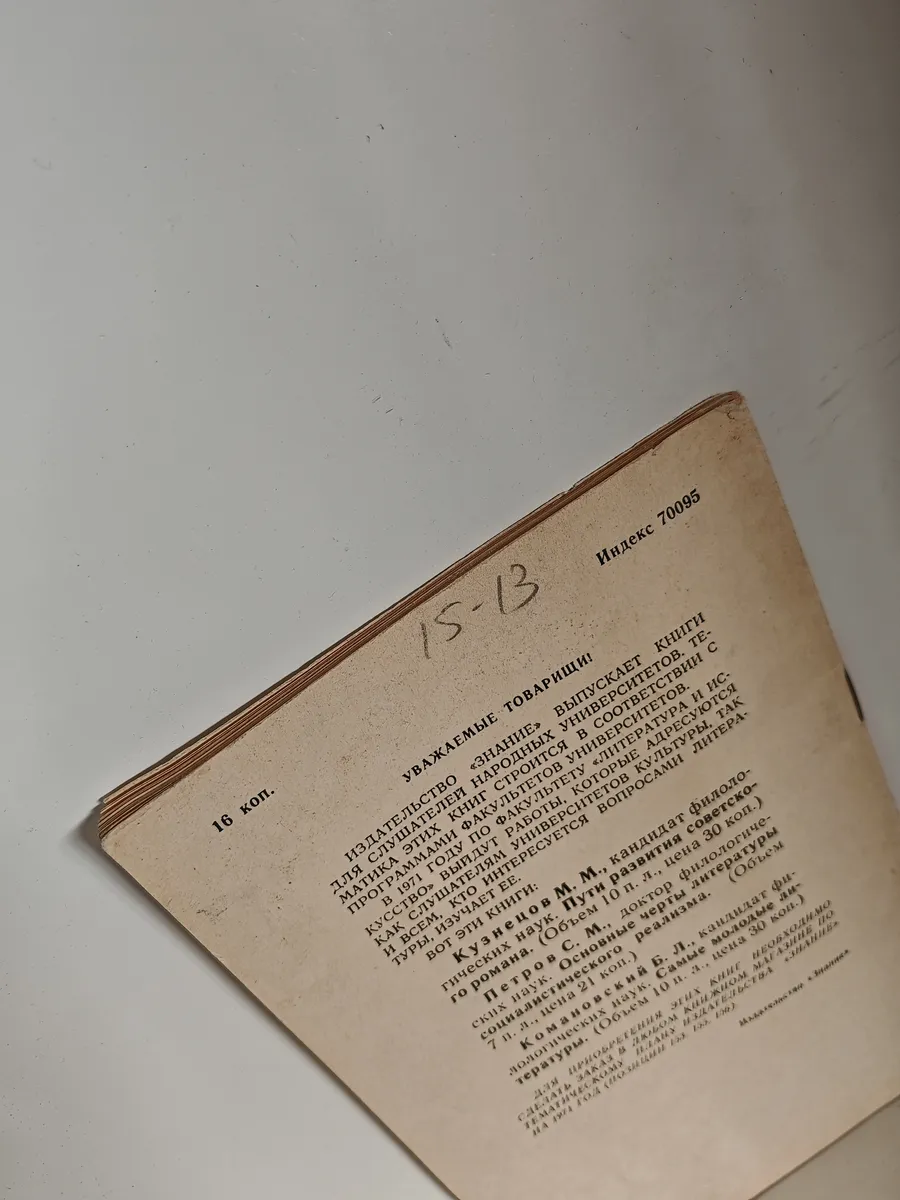 16 коп.
Индекс 70095
15-13
УВАЖАЕМЫЕ ТОВАРИЩИ!
ИЗДАТЕЛЬСТВО «ЗНАНИЕ» ВЫПУСКАЕТ КНИГИ
ДЛЯ СЛУШАТЕЛЕЙ НАРОДНЫХ УНИВЕРСИТЕТОВ. ТЕ-
МАТИКА ЭТИХ КНИГ СТРОИТСЯ В СООТВЕТСТВИИ С
ПРОГРАММАМИ ФАКУЛЬТЕТОВ УНИВЕРСИТЕТОВ.
В 1971 ГОДУ ПО ФАКУЛЬТЕТУ «ЛИТЕРАТУРА И ИС-
КУССТВО» ВЫЙДУТ РАБОТЫ, КОТОРЫЕ АДРЕСУЮТСЯ
КАК СЛУШАТЕЛЯМ УНИВЕРСИТЕТОВ КУЛЬТУРЫ, ТАК
И ВСЕМ, КТО ИНТЕРЕСУЕТСЯ ВОПРОСАМИ ЛИТЕРА-
ТУРЫ, ИЗУЧАЕТ ЕЕ.
ВОТ ЭТИ КНИГИ:
Кузнецов М. М., кандидат филоло-
гических наук. Пути развития советско-
го романа. (Объем 10 п. л., цена 30 коп.)
Петров С. М., доктор филологиче-
ских наук. Основные черты литературы
социалистического реализма. (Объем
7 п. л., цена 21 коп.)
Комановский Б. Л., кандидат фи-
лологических наук. Самые молодые ли-
тературы. (Объем 10 п. л., цена 30 коп.)
ДЛЯ ПРИОБРЕТЕНИЯ ЭТИХ КНИГ НЕОБХОДИМО
СДЕЛАТЬ ЗАКАЗ В ЛЮБОМ КНИЖНОМ МАГАЗИНЕ ПО
ТЕМАТИЧЕСКОМУ ПЛАНУ ИЗДАТЕЛЬСТВА «ЗНАНИЕ»
НА 1971 ГОД (ПОЗИЦИИ 153, 155, 156).
Издательство «Знание»